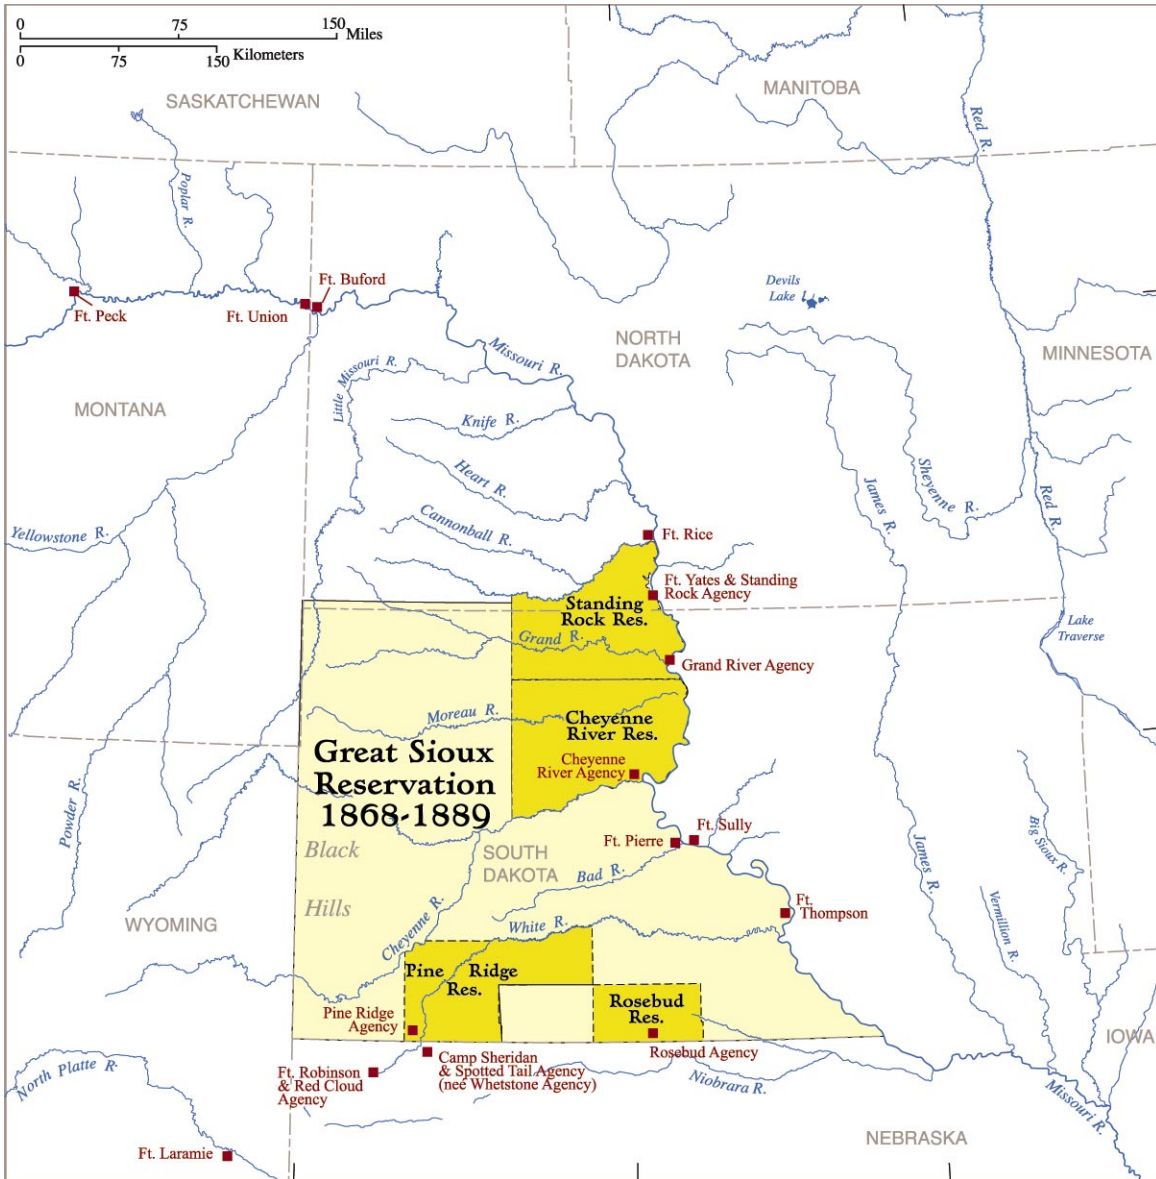 0 75 150 Miles
0 75 150 Kilometers
SASKATCHEWAN
MANITOBA
Red R.
Poplar R.
Ft. Buford
Ft. Union
Ft. Peck
Devils
Lake
NORTH
DAKOTA
MINNESOTA
MONTANA
Missouri R.
Little Missouri R.
Knife R.
Heart R.
Cannonball R.
Yellowstone R.
Sheyenne R.
James R.
Red R.
Ft. Rice
Ft. Yates & Standing
Rock Agency
Standing
Rock Res.
Grand R.
Grand River Agency
Lake
Traverse
Moreau R.
Cheyenne
River Res.
Cheyenne
River Agency
Great Sioux
Reservation
1868-1889
Powder R.
Black
Hills
SOUTH
DAKOTA
Ft. Pierre
Ft. Sully
Bad R.
Ft.
Thompson
James R.
Big Sioux R.
Vermillion R.
WYOMING
Cheyenne R.
White R.
Pine Ridge
Res.
Rosebud
Res.
Pine Ridge
Agency
Rosebud Agency
IOWA
Camp Sheridan
& Spotted Tail Agency
(neé Whetstone Agency)
Ft. Robinson
& Red Cloud
Agency
North Platte R.
Niobrara R.
Missouri R.
Ft. Laramie
NEBRASKA